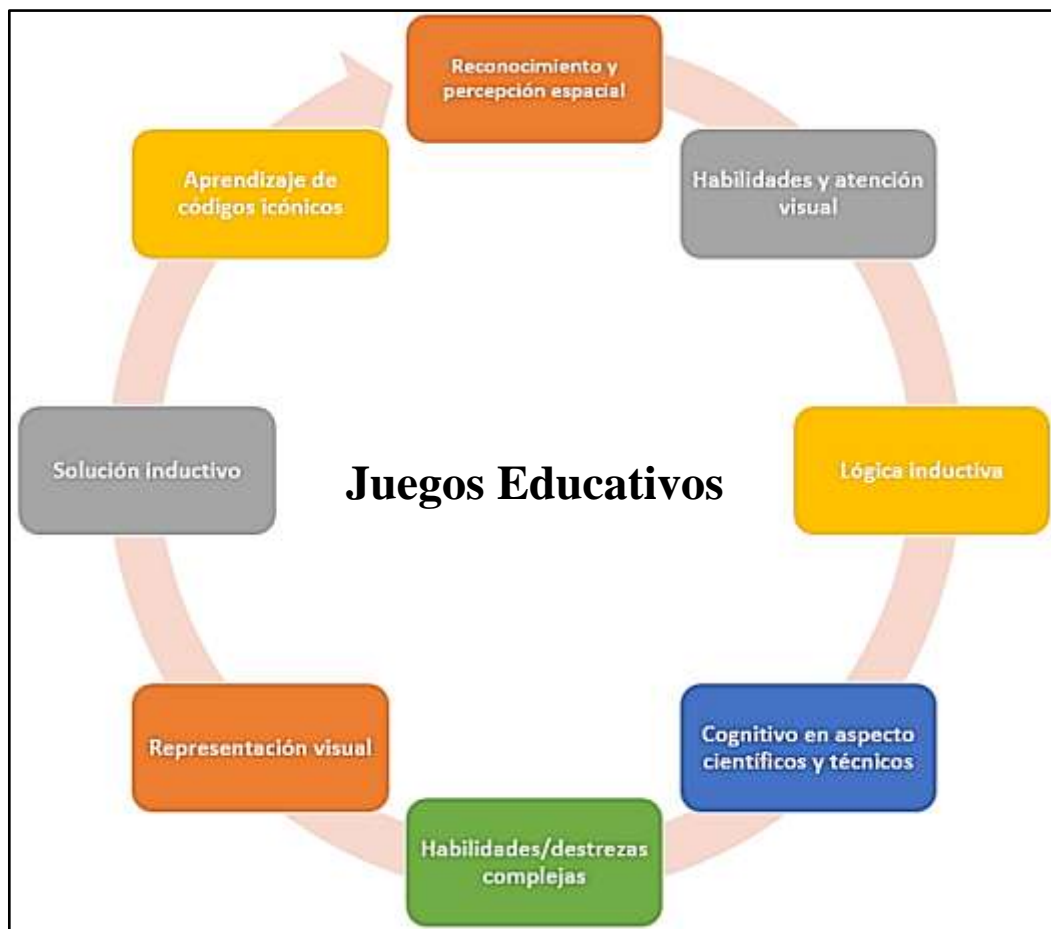 Reconocimiento y
percepción espacial
Habilidades y atención
visual
Lógica inductiva
Cognitivo en aspecto
científicos y técnicos
Habilidades/destrezas
complejas
Representación visual
Solución inductivo
Aprendizaje de
códigos icónicos
Juegos Educativos